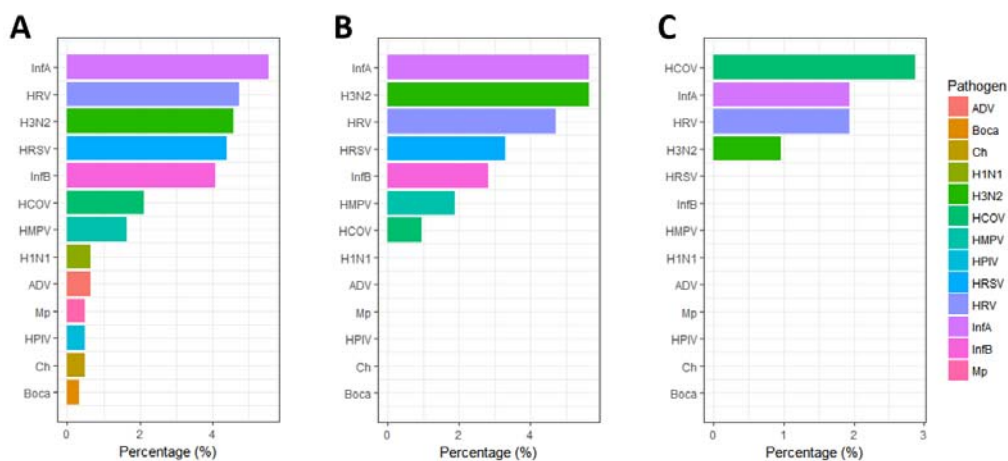 A
InfA
HRV
H3N2
HRSV
InfB
HCOV
HMPV
H1N1
ADV
Mp
HPIV
Ch
Boca
0 2 4
Percentage (%)
B
InfA
H3N2
HRV
HRSV
InfB
HMPV
HCOV
H1N1
ADV
Mp
HPIV
Ch
Boca
0 2 4
Percentage (%)
C
HCOV
InfA
HRV
H3N2
HRSV
InfB
HMPV
H1N1
ADV
Mp
HPIV
Ch
Boca
0 1 2 3
Percentage (%)
Pathogen
ADV
Boca
Ch
H1N1
H3N2
HCOV
HMPV
HPIV
HRSV
HRV
InfA
InfB
Mp